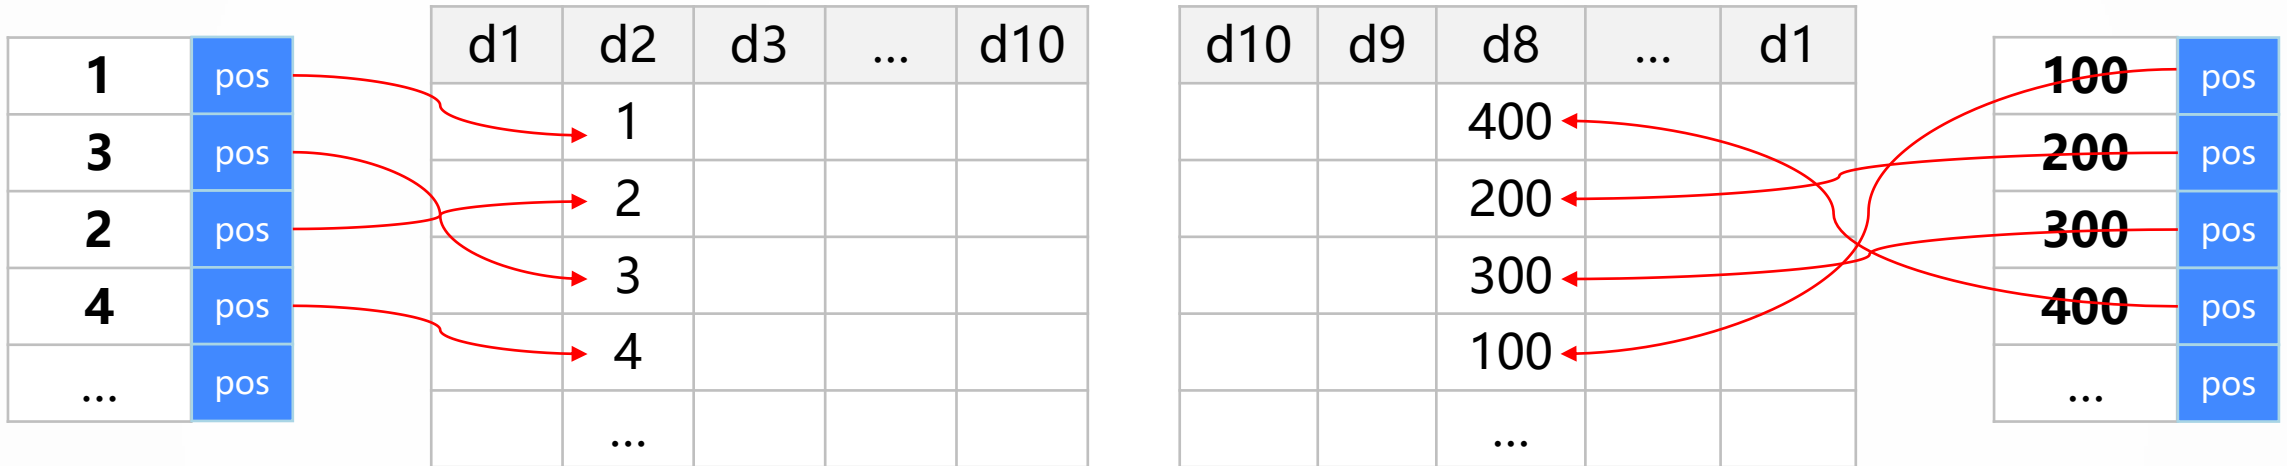 d1 d2 d3 ... d10 d10 d9 d8 ... d1
1 pos 1 400 100 pos
3 pos 2 200 200 pos
2 pos 3 300 300 pos
4 pos 4 100 400 pos
... pos ... ... ... pos